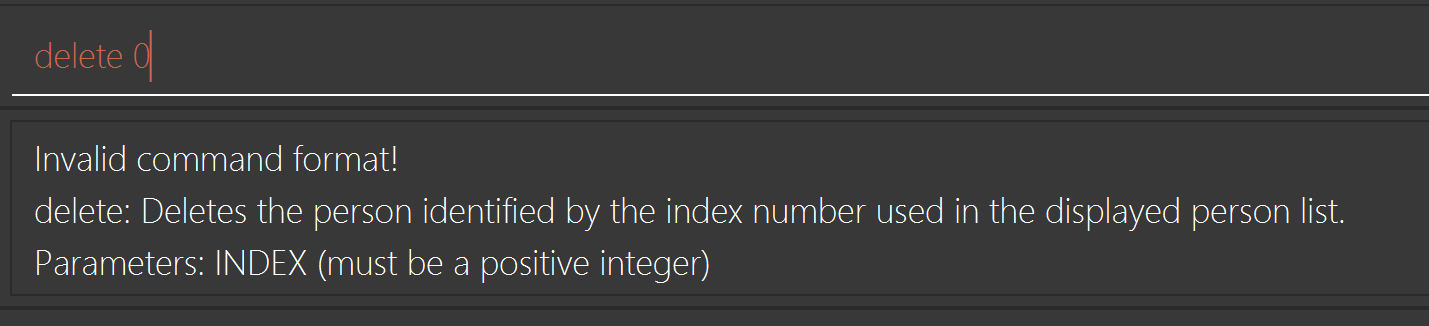 delete 0
Invalid command format!
delete: Deletes the person identified by the index number used in the displayed person list.
Parameters: INDEX (must be a positive integer)